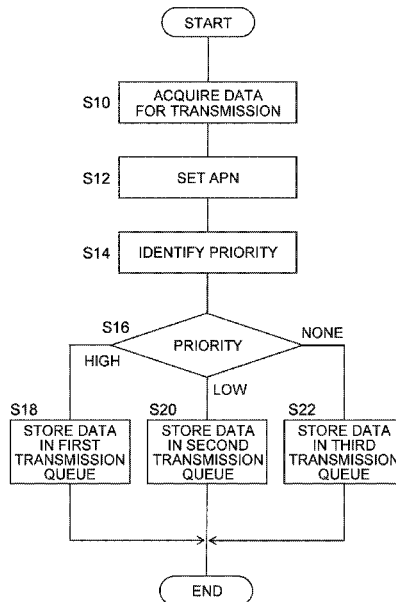 START
S10
ACQUIRE DATA
FOR TRANSMISSION
S12
SET APN
S14
IDENTIFY PRIORITY
S16
PRIORITY
HIGH
LOW
NONE
S18
STORE DATA
IN FIRST
TRANSMISSION
QUEUE
S20
STORE DATA
IN SECOND
TRANSMISSION
QUEUE
S22
STORE DATA
IN THIRD
TRANSMISSION
QUEUE
END